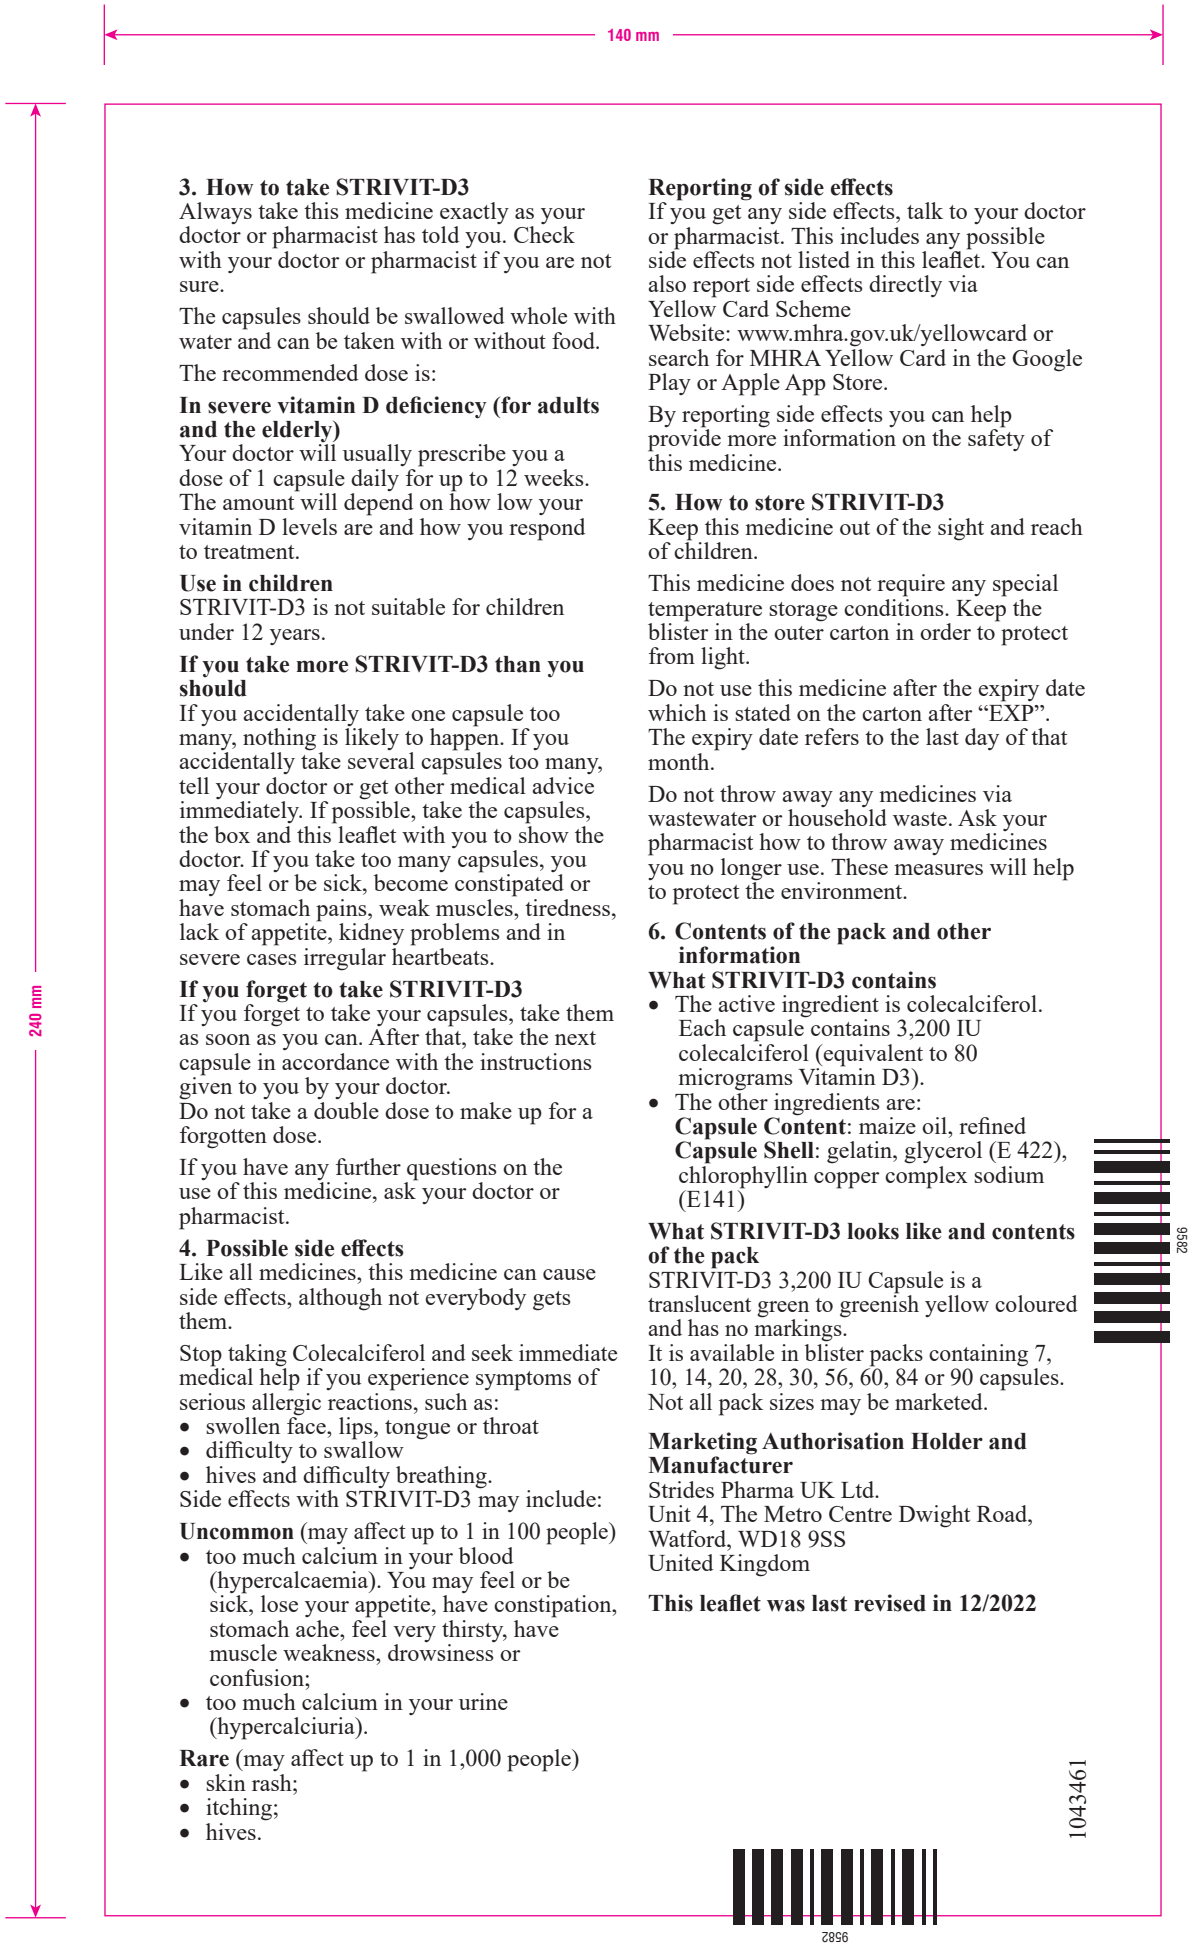 140 mm
240 mm
3. How to take STRIVIT-D3
Always take this medicine exactly as your
doctor or pharmacist has told you. Check
with your doctor or pharmacist if you are not
sure.
The capsules should be swallowed whole with
water and can be taken with or without food.
The recommended dose is:
In severe vitamin D deficiency (for adults
and the elderly)
Your doctor will usually prescribe you a
dose of 1 capsule daily for up to 12 weeks.
The amount will depend on how low your
vitamin D levels are and how you respond
to treatment.
Use in children
STRIVIT-D3 is not suitable for children
under 12 years.
If you take more STRIVIT-D3 than you
should
If you accidentally take one capsule too
many, nothing is likely to happen. If you
accidentally take several capsules too many,
tell your doctor or get other medical advice
immediately. If possible, take the capsules,
the box and this leaflet with you to show the
doctor. If you take too many capsules, you
may feel or be sick, become constipated or
have stomach pains, weak muscles, tiredness,
lack of appetite, kidney problems and in
severe cases irregular heartbeats.
If you forget to take STRIVIT-D3
If you forget to take your capsules, take them
as soon as you can. After that, take the next
capsule in accordance with the instructions
given to you by your doctor.
Do not take a double dose to make up for a
forgotten dose.
If you have any further questions on the
use of this medicine, ask your doctor or
pharmacist.
4. Possible side effects
Like all medicines, this medicine can cause
side effects, although not everybody gets
them.
Stop taking Colecalciferol and seek immediate
medical help if you experience symptoms of
serious allergic reactions, such as:
• swollen face, lips, tongue or throat
• difficulty to swallow
• hives and difficulty breathing.
Side effects with STRIVIT-D3 may include:
Uncommon (may affect up to 1 in 100 people)
• too much calcium in your blood
(hypercalcaemia). You may feel or be
sick, lose your appetite, have constipation,
stomach ache, feel very thirsty, have
muscle weakness, drowsiness or
confusion;
• too much calcium in your urine
(hypercalciuria).
Rare (may affect up to 1 in 1,000 people)
• skin rash;
• itching;
• hives.
Reporting of side effects
If you get any side effects, talk to your doctor
or pharmacist. This includes any possible
side effects not listed in this leaflet. You can
also report side effects directly via
Yellow Card Scheme
Website: www.mhra.gov.uk/yellowcard or
search for MHRA Yellow Card in the Google
Play or Apple App Store.
By reporting side effects you can help
provide more information on the safety of
this medicine.
5. How to store STRIVIT-D3
Keep this medicine out of the sight and reach
of children.
This medicine does not require any special
temperature storage conditions. Keep the
blister in the outer carton in order to protect
from light.
Do not use this medicine after the expiry date
which is stated on the carton after “EXP”.
The expiry date refers to the last day of that
month.
Do not throw away any medicines via
wastewater or household waste. Ask your
pharmacist how to throw away medicines
you no longer use. These measures will help
to protect the environment.
6. Contents of the pack and other
information
What STRIVIT-D3 contains
• The active ingredient is colecalciferol.
Each capsule contains 3,200 IU
colecalciferol (equivalent to 80
micrograms Vitamin D3).
• The other ingredients are:
Capsule Content: maize oil, refined
Capsule Shell: gelatin, glycerol (E 422),
chlorophyllin copper complex sodium
(E141)
What STRIVIT-D3 looks like and contents
of the pack
STRIVIT-D3 3,200 IU Capsule is a
translucent green to greenish yellow coloured
and has no markings.
It is available in blister packs containing 7,
10, 14, 20, 28, 30, 56, 60, 84 or 90 capsules.
Not all pack sizes may be marketed.
Marketing Authorisation Holder and
Manufacturer
Strides Pharma UK Ltd.
Unit 4, The Metro Centre Dwight Road,
Watford, WD18 9SS
United Kingdom
This leaflet was last revised in 12/2022
9582
1043461
9582